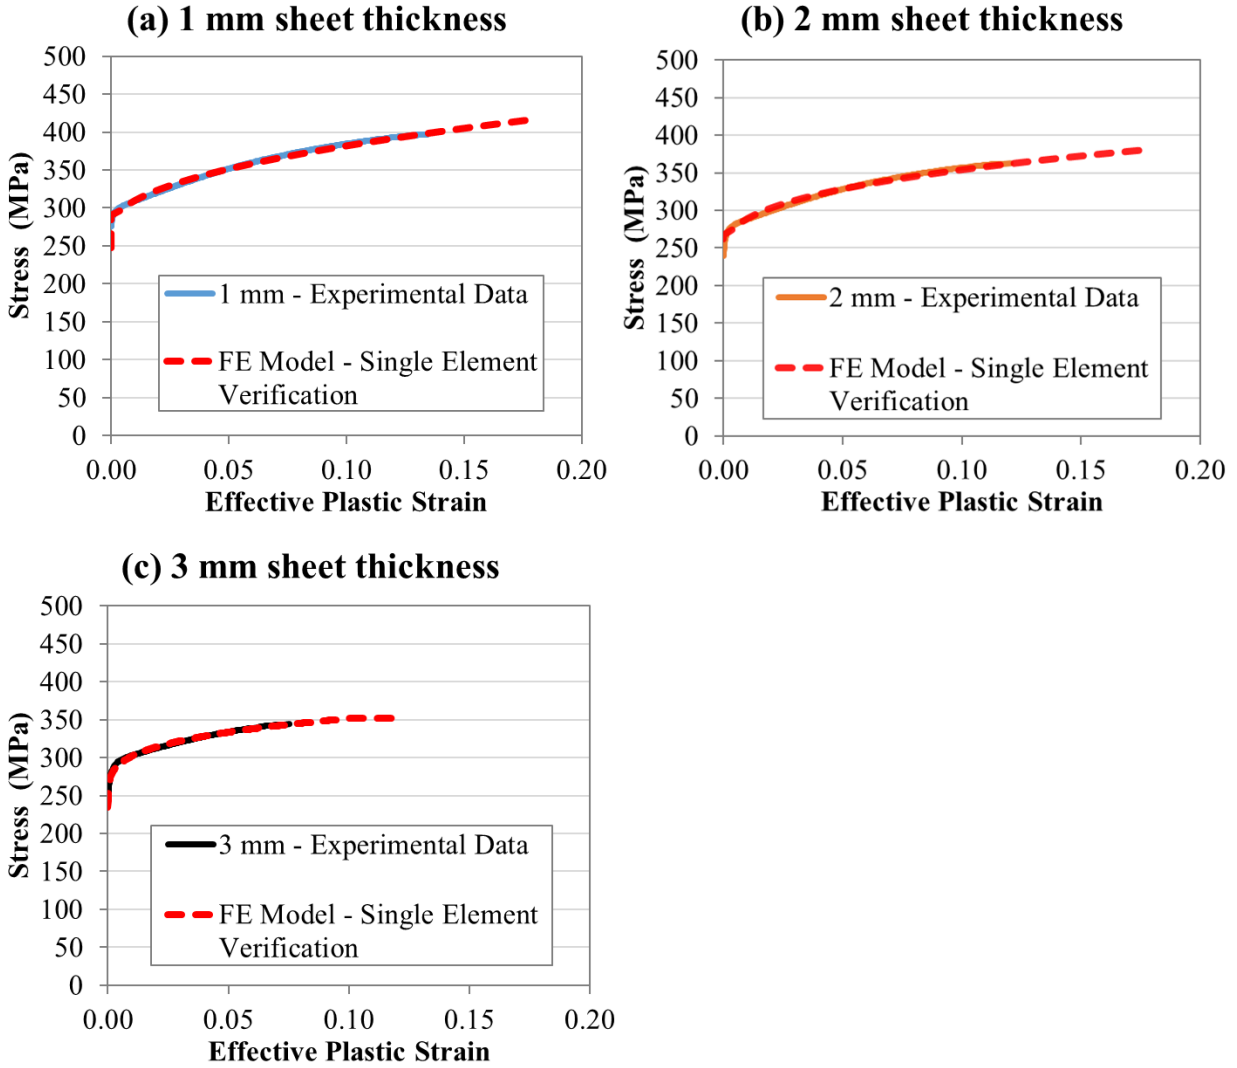 (a) 1 mm sheet thickness
500
450
400
350
300
250
200
150
100
50
0
Stress (MPa)
1 mm - Experimental Data
FE Model - Single Element
Verification
0.00 0.05 0.10 0.15 0.20
Effective Plastic Strain
(b) 2 mm sheet thickness
500
450
400
350
300
250
200
150
100
50
0
Stress (MPa)
2 mm - Experimental Data
FE Model - Single Element
Verification
0.00 0.05 0.10 0.15 0.20
Effective Plastic Strain
(c) 3 mm sheet thickness
500
450
400
350
300
250
200
150
100
50
0
Stress (MPa)
3 mm - Experimental Data
FE Model - Single Element
Verification
0.00 0.05 0.10 0.15 0.20
Effective Plastic Strain